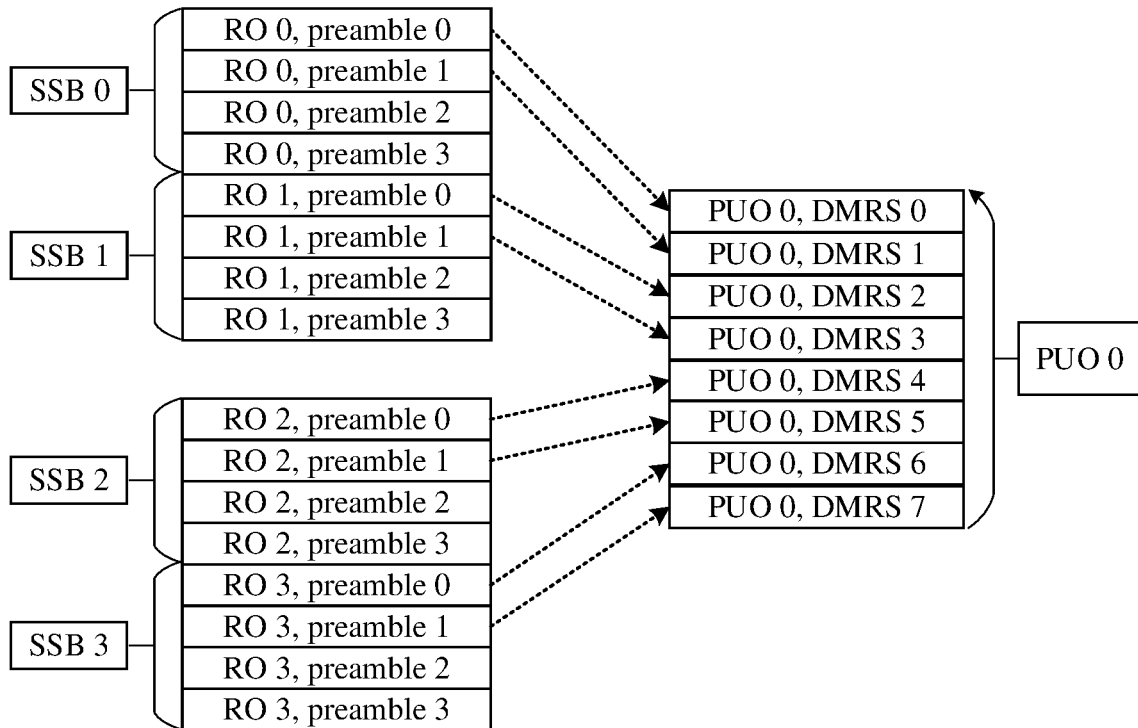 SSB 0
RO 0, preamble 0
RO 0, preamble 1
RO 0, preamble 2
RO 0, preamble 3
SSB 1
RO 1, preamble 0
RO 1, preamble 1
RO 1, preamble 2
RO 1, preamble 3
SSB 2
RO 2, preamble 0
RO 2, preamble 1
RO 2, preamble 2
RO 2, preamble 3
SSB 3
RO 3, preamble 0
RO 3, preamble 1
RO 3, preamble 2
RO 3, preamble 3
PUO 0, DMRS 0
PUO 0, DMRS 1
PUO 0, DMRS 2
PUO 0, DMRS 3
PUO 0, DMRS 4
PUO 0, DMRS 5
PUO 0, DMRS 6
PUO 0, DMRS 7
PUO 0